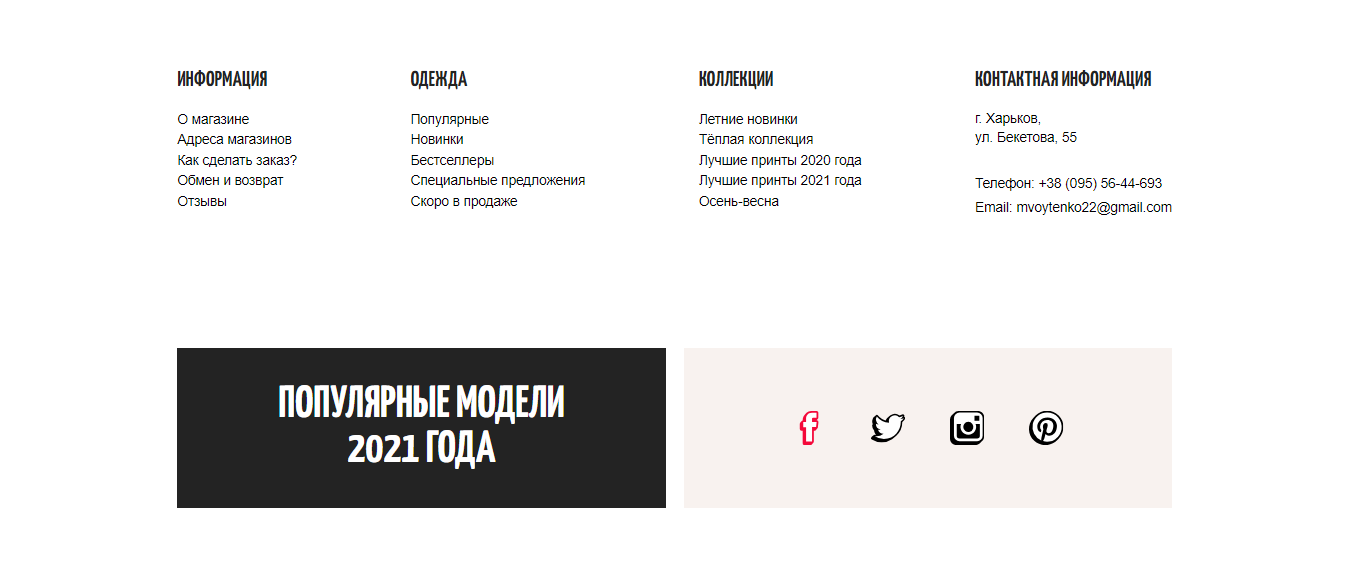 ИНФОРМАЦИЯ
О магазине
Адреса магазинов
Как сделать заказ?
Обмен и возврат
Отзывы
ОДЕЖДА
Популярные
Новинки
Бестселлеры
Специальные предложения
Скоро в продаже
КОЛЛЕКЦИИ
Летние новинки
Тёплая коллекция
Лучшие принты 2020 года
Лучшие принты 2021 года
Осень-весна
КОНТАКТНАЯ ИНФОРМАЦИЯ
г. Харьков,
ул. Бекетова, 55
Телефон: +38 (095) 56-44-693
Email: mvoytenko22@gmail.com
ПОПУЛЯРНЫЕ МОДЕЛИ
2021 ГОДА